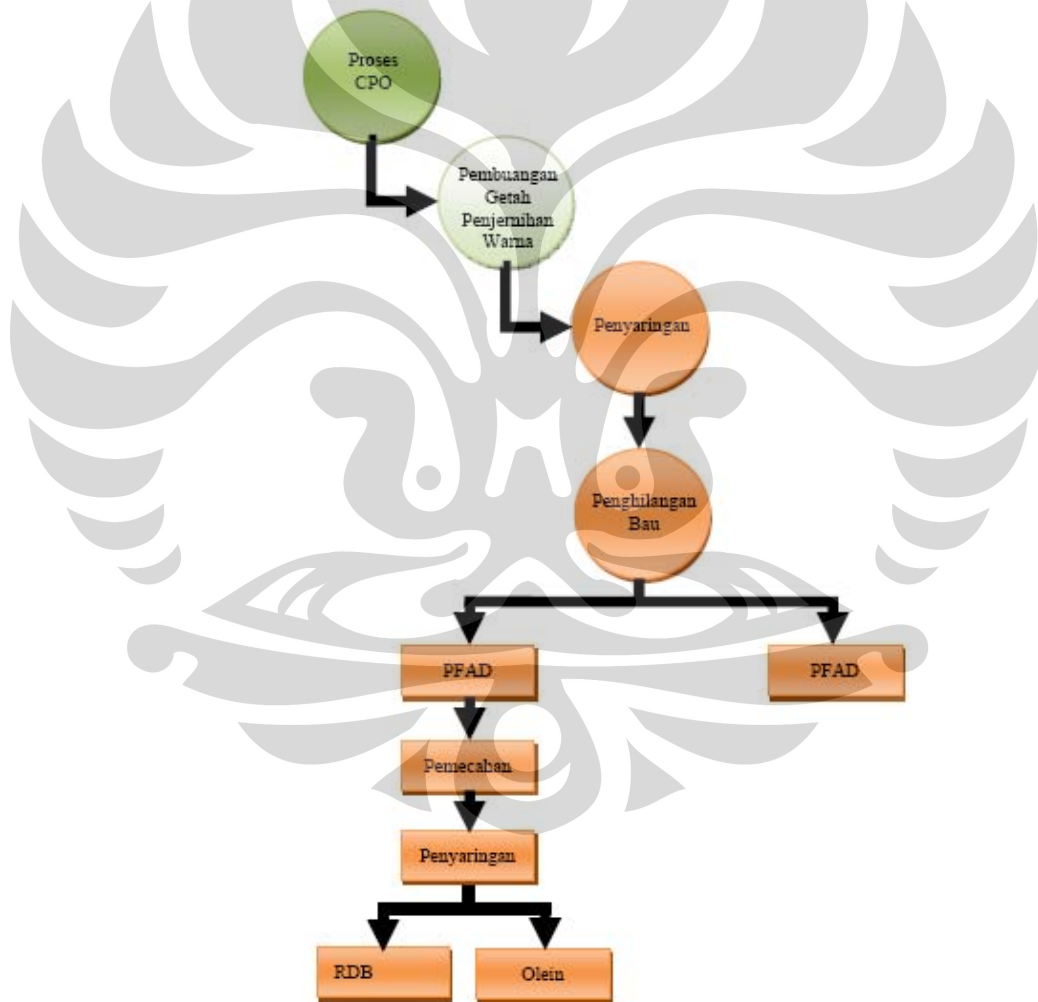 Proses
CPO
Pembuangan
Getah
Penjernihan
Warna
Penyaringan
Penghilangan
Bau
PFAD
PFAD
Pemecahan
Penyaringan
RDB
Olein